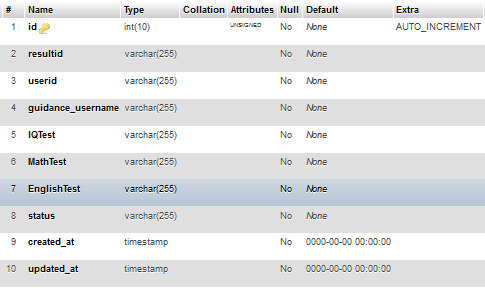 # Name Type Collation Attributes Null Default Extra
1 id int(10) UNSIGNED No None AUTO_INCREMENT
2 resultid varchar(255) No None
3 userid varchar(255) No None
4 guidance_username varchar(255) No None
5 IQTest varchar(255) No None
6 MathTest varchar(255) No None
7 EnglishTest varchar(255) No None
8 status varchar(255) No None
9 created_at timestamp No 0000-00-00 00:00:00
10 updated_at timestamp No 0000-00-00 00:00:00